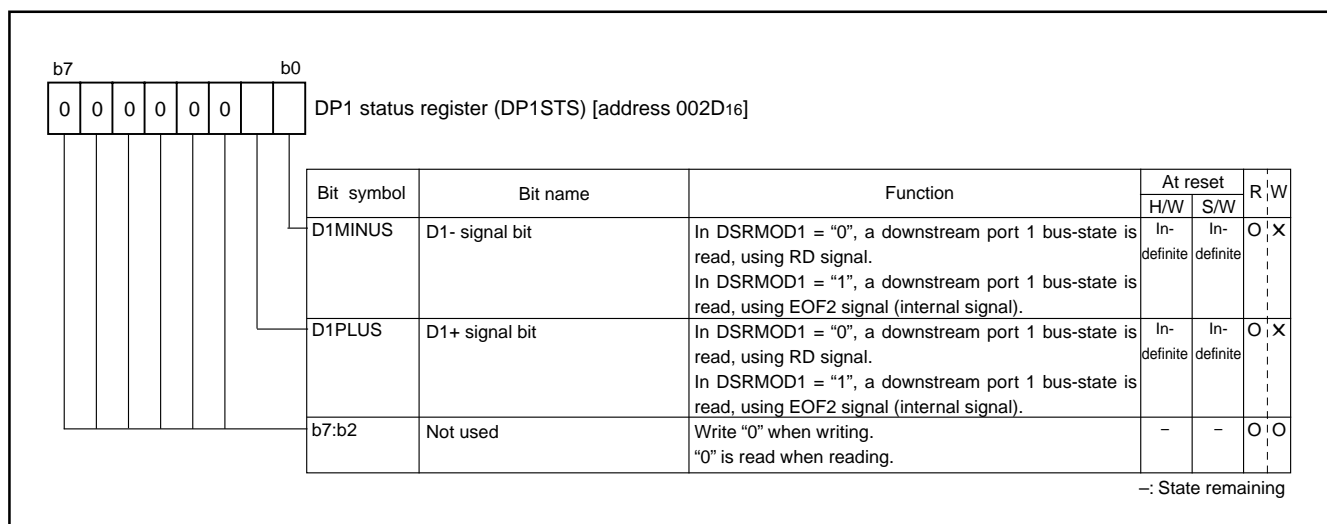 b7 b0
0 0 0 0 0 0
DP1 status register (DP1STS) [address 002D16]
Bit symbol Bit name Function At reset R W
H/W S/W
D1MINUS D1- signal bit In DSRMOD1 = “0”, a downstream port 1 bus-state is In- In- O X
read, using RD signal. definite definite
In DSRMOD1 = “1”, a downstream port 1 bus-state is
read, using EOF2 signal (internal signal).
D1PLUS D1+ signal bit In DSRMOD1 = “0”, a downstream port 1 bus-state is In- In- O X
read, using RD signal. definite definite
In DSRMOD1 = “1”, a downstream port 1 bus-state is
read, using EOF2 signal (internal signal).
b7:b2 Not used Write “0” when writing. – – O O
“0” is read when reading.
–: State remaining